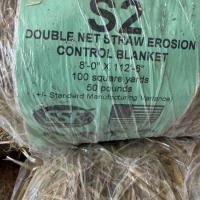 S2
DOUBLE NET STRAW EROSION
CONTROL BLANKET
8'-0" X 112'-6"
100 square yards
50 pounds
+/- Standard Manufacturing Variance